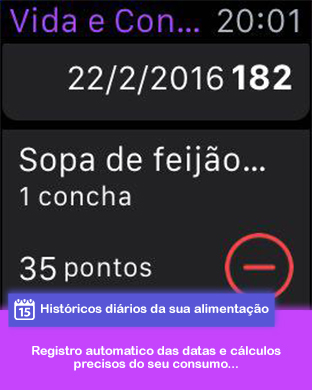 Vida e Con... 20:01
22/2/2016 182
Sopa de feijão...
1 concha
35 pontos
15 Históricos diários da sua alimentação
Registro automatico das datas e cálculos
precisos do seu consumo...